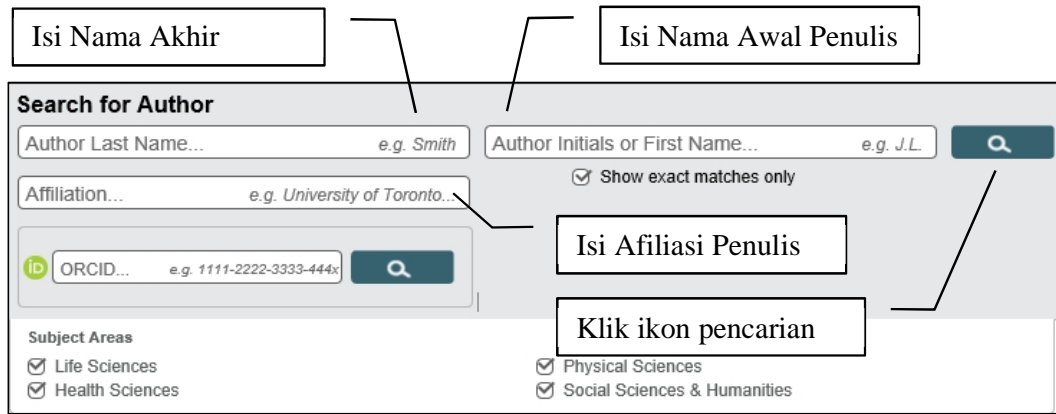 Isi Nama Akhir
Isi Nama Awal Penulis
Search for Author
Author Last Name... e.g. Smith
Author Initials or First Name... e.g. J.L.
Show exact matches only
Affiliation... e.g. University of Toronto...
Isi Afiliasi Penulis
iD ORCID... e.g. 1111-2222-3333-444x
Klik ikon pencarian
Subject Areas
Life Sciences
Physical Sciences
Health Sciences
Social Sciences & Humanities